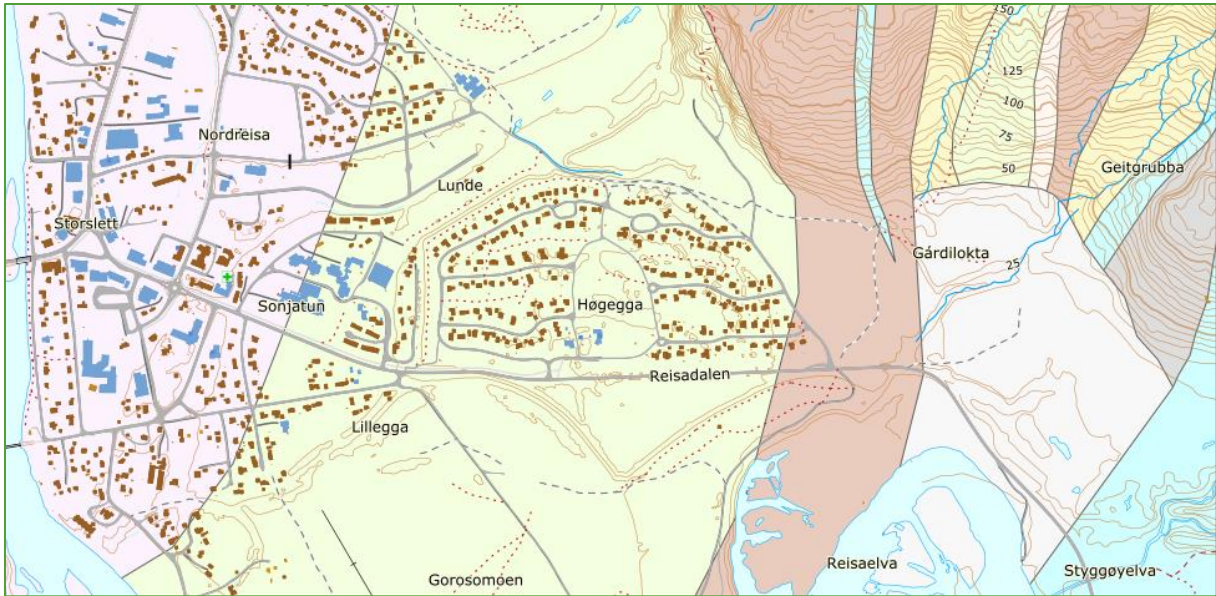 150
125
100
75
50
Nordreisa
Geitgrubba
Lunde
Storslett
Gárdilokta
25
Sonjatun
Høgegga
Reisadalen
Lillegga
Gorosomoen
Reisaelva
Styggøyelva